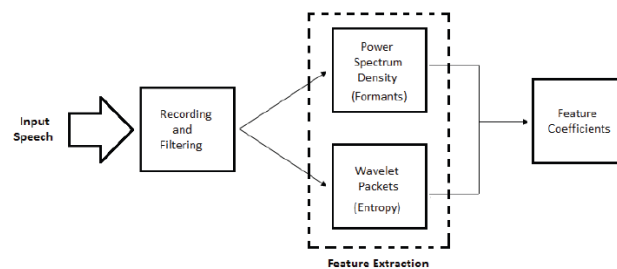 Input
Speech
Recording
and
Filtering
Power
Spectrum
Density
(Formants)
Wavelet
Packets
(Entropy)
Feature Extraction
Feature
Coefficients